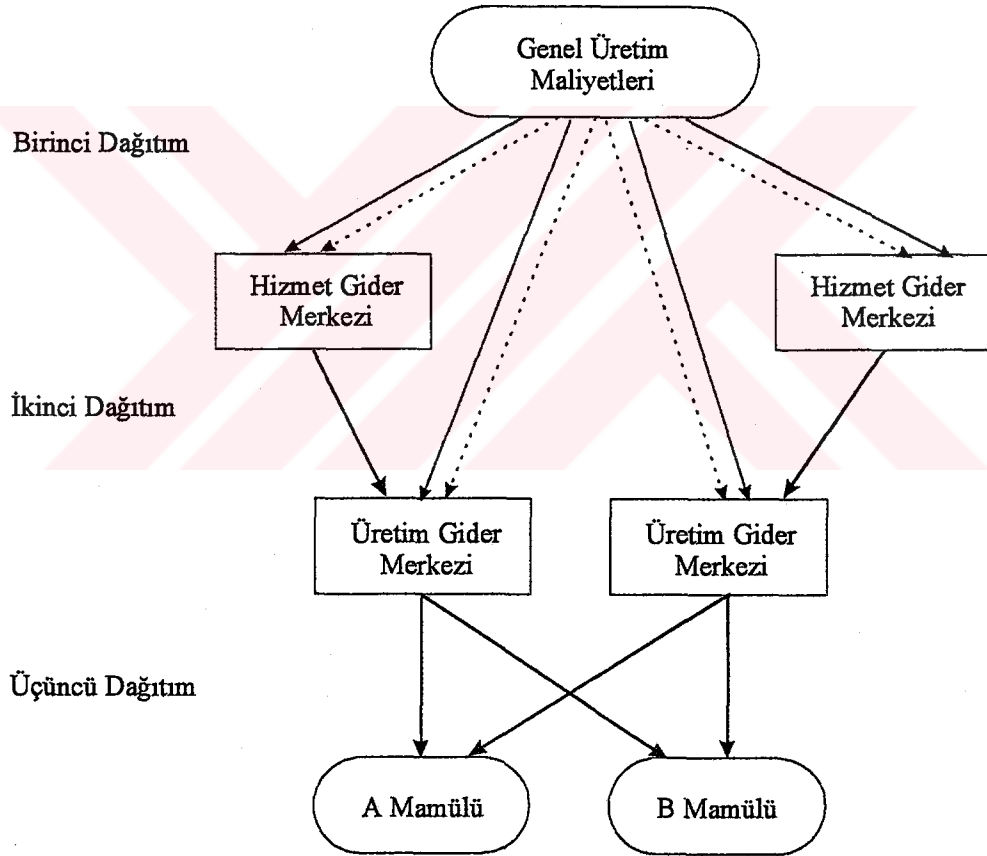 Genel Üretim
Maliyetleri
Birinci Dağıtım
Hizmet Gider
Merkezi
Hizmet Gider
Merkezi
İkinci Dağıtım
Üretim Gider
Merkezi
Üretim Gider
Merkezi
Üçüncü Dağıtım
A Mamülü
B Mamülü